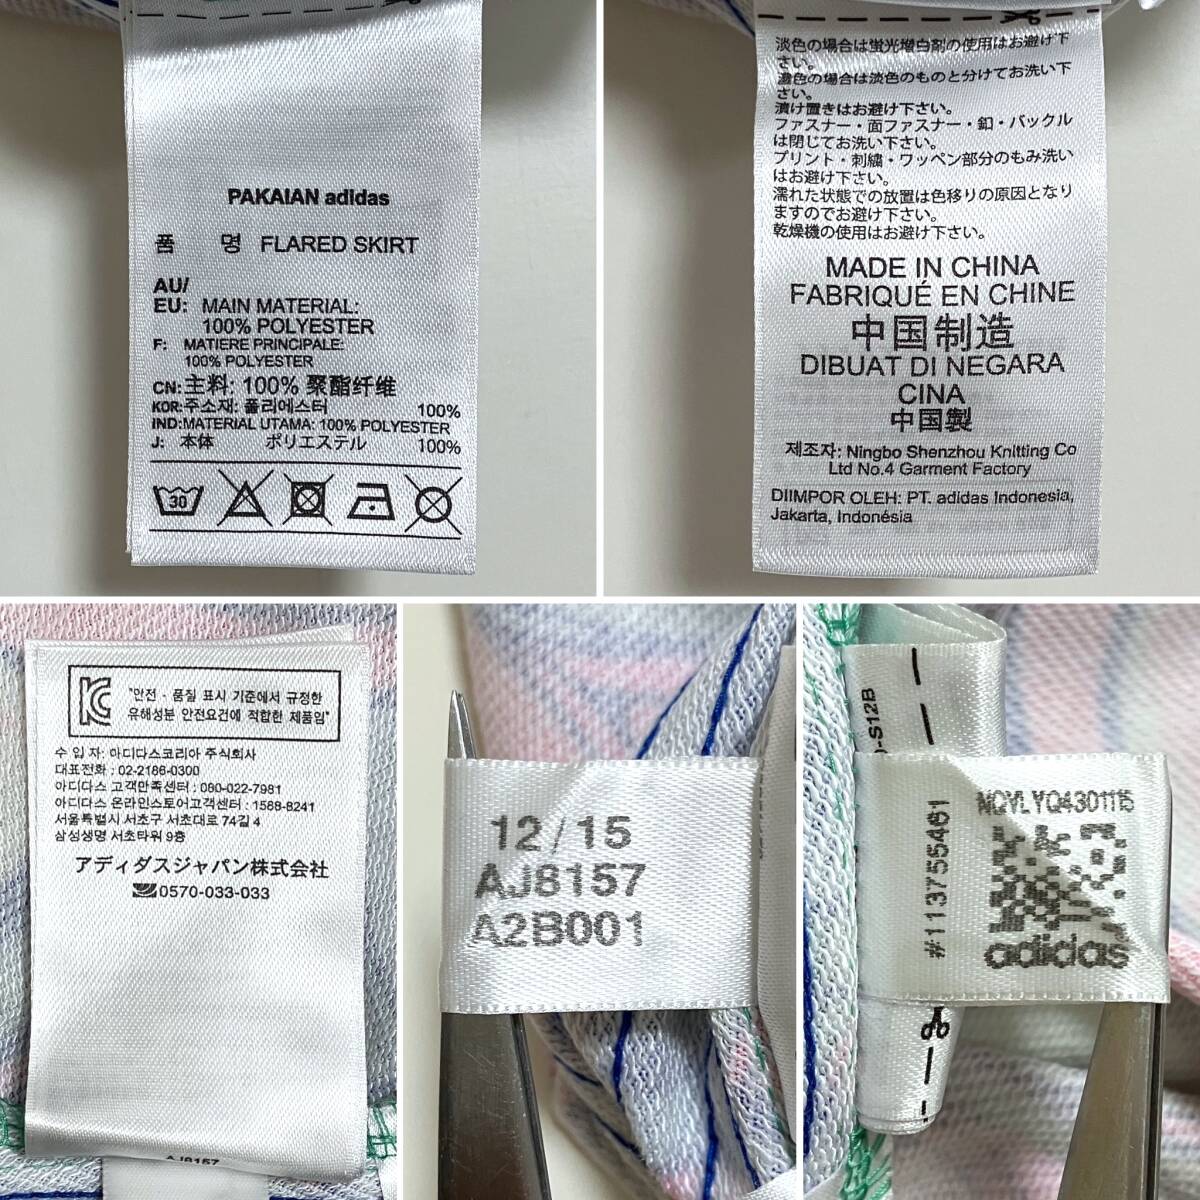 PAKAIAN adidas
품 명 FLARED SKIRT
AU/
EU: MAIN MATERIAL:
100% POLYESTER
F: MATIERE PRINCIPALE:
100% POLYESTER
CN:主料: 100% 聚酯纤维
KOR:주소재: 폴리에스터 100%
IND:MATERIAL UTAMA: 100% POLYESTER
J: 本体 ポリエステル 100%
30
淡色の場合は蛍光増白剤の使用はお避け下
さい。
濃色の場合は淡色のものと分けてお洗い下
さい。
漬け置きはお避け下さい。
ファスナー・面ファスナー・釦・バックル
は閉じてお洗い下さい。
プリント・刺繍・ワッペン部分のもみ洗い
はお避け下さい。
濡れた状態での放置は色移りの原因となり
ますのでお避け下さい。
乾燥機の使用はお避け下さい。
MADE IN CHINA
FABRIQUÉ EN CHINE
中国制造
DIBUAT DI NEGARA
CINA
中国製
제조자: Ningbo Shenzhou Knitting Co
Ltd No.4 Garment Factory
DIIMPOR OLEH: PT. adidas Indonesia,
Jakarta, Indonésia
"안전 · 품질 표시 기준에서 규정한
유해성분 안전요건에 적합한 제품임"
수 입 자: 아디다스코리아 주식회사
대표전화 : 02-2186-0300
아디다스 고객만족센터 : 080-022-7981
아디다스 온라인스토어고객센터 : 1588-8241
서울특별시 서초구 서초대로 74길 4
삼성생명 서초타워 9층
アディダスジャパン株式会社
0570-033-033
AJ8157
12/15
AJ8157
A2B001
-S12B
#113755461
NQVLYQ4301115
adidas